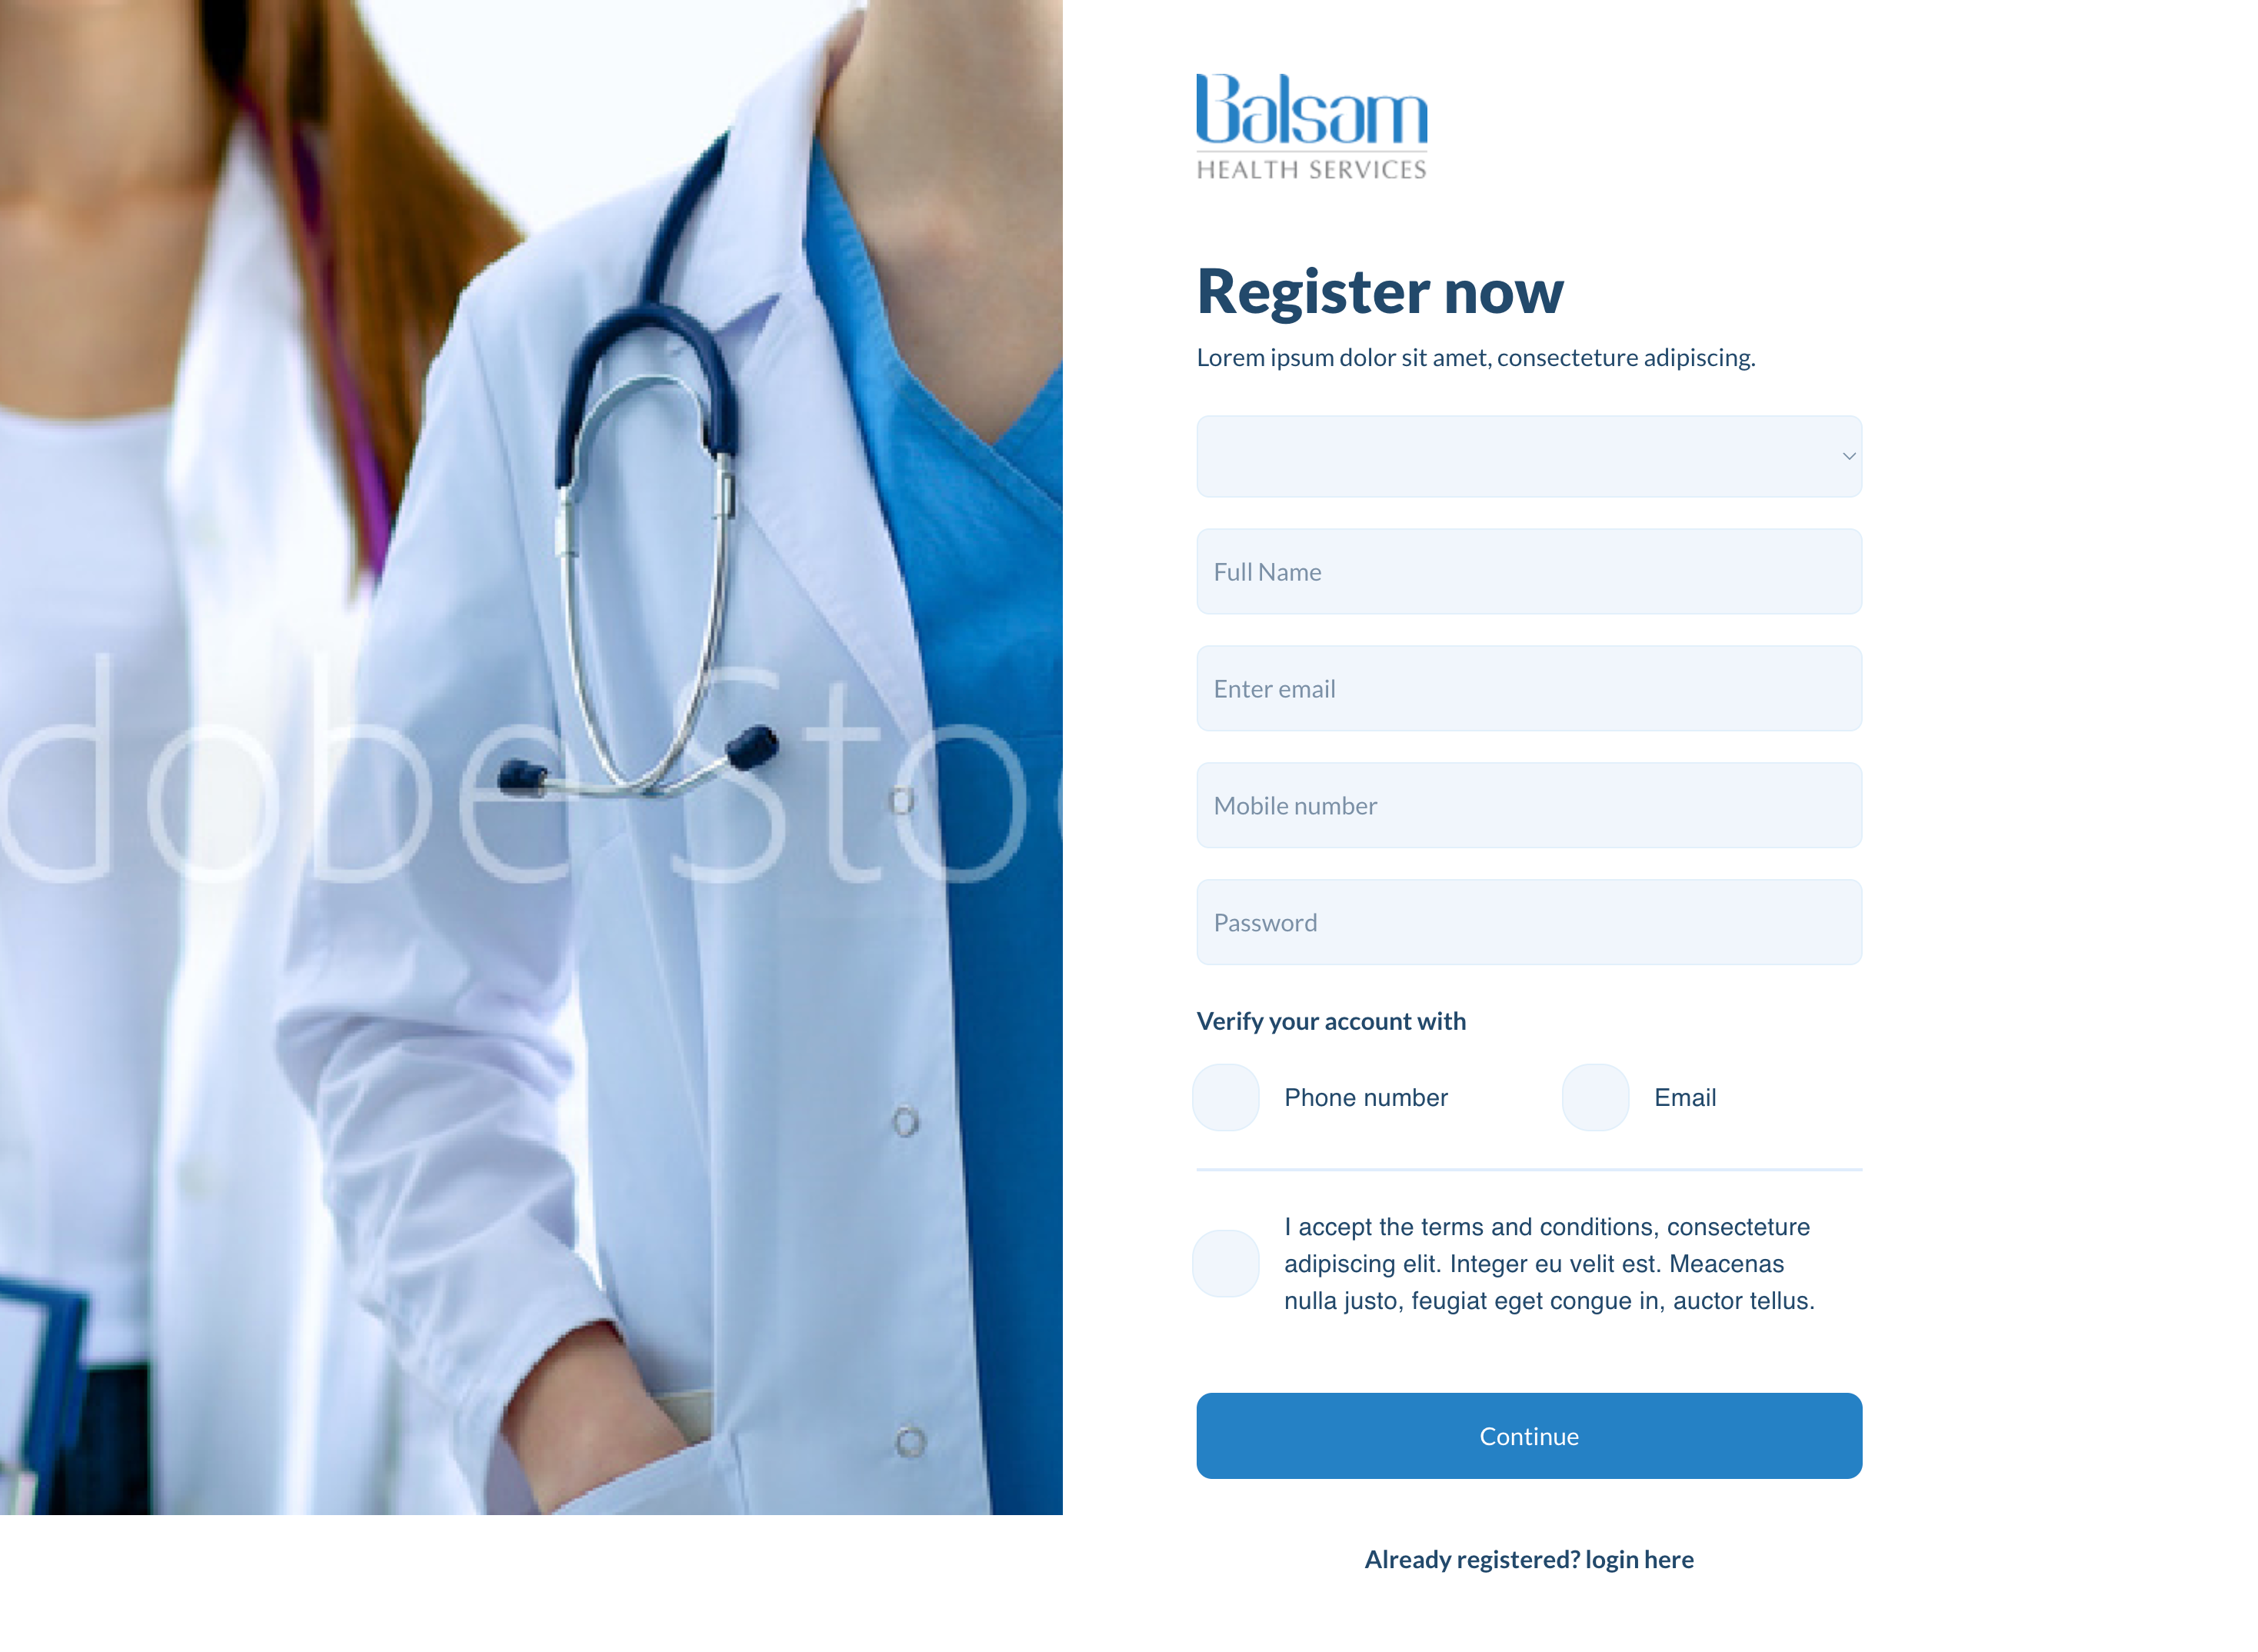 dobe Sto
Balsam
HEALTH SERVICES
Register now
Lorem ipsum dolor sit amet, consecteture adipiscing.
Full Name
Enter email
Mobile number
Password
Verify your account with
Phone number
Email
I accept the terms and conditions, consecteture
adipiscing elit. Integer eu velit est. Meacenas
nulla justo, feugiat eget congue in, auctor tellus.
Continue
Already registered? login here